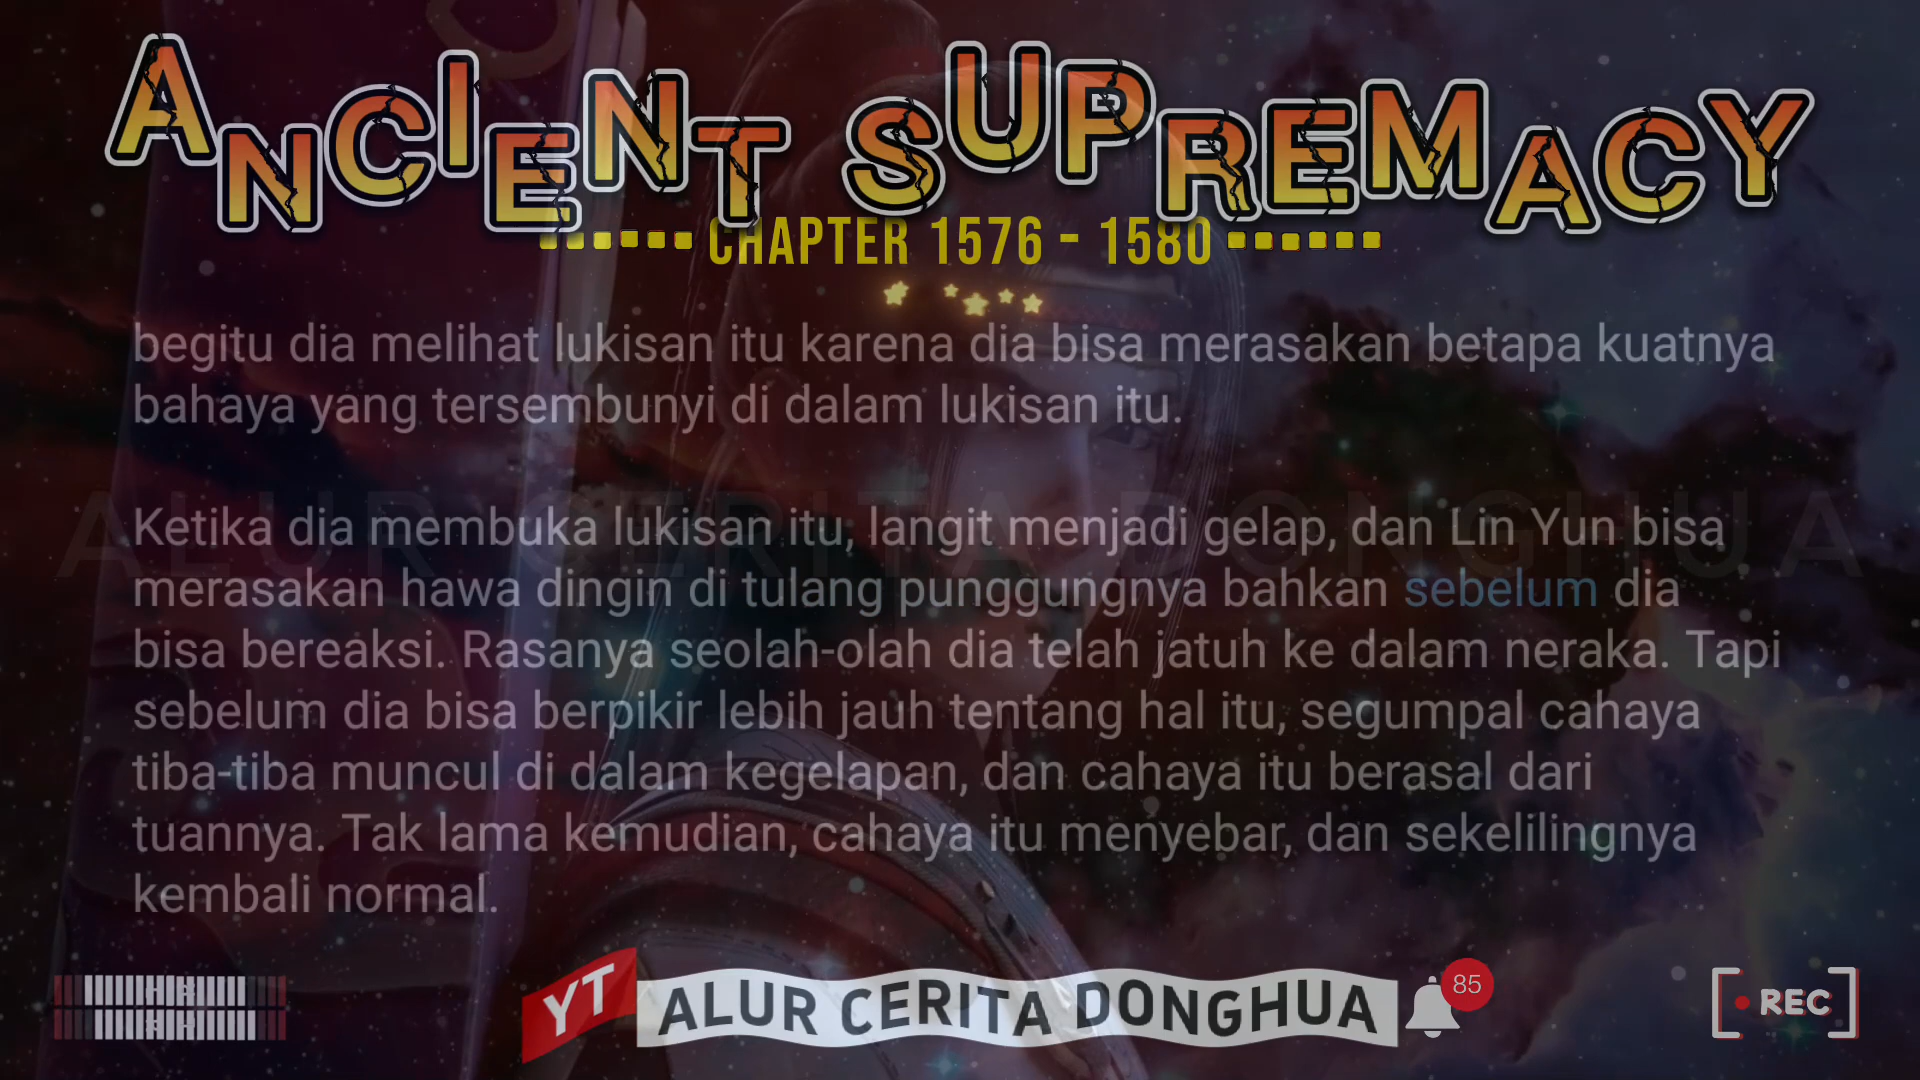 ANCIENT SUPREMACY
CHAPTER 1576 - 1580
begitu dia melihat lukisan itu karena dia bisa merasakan betapa kuatnya
bahaya yang tersembunyi di dalam lukisan itu.
ALUR CERITA DONGHUA
Ketika dia membuka lukisan itu, langit menjadi gelap, dan Lin Yun bisa
merasakan hawa dingin di tulang punggungnya bahkan sebelum dia
bisa bereaksi. Rasanya seolah-olah dia telah jatuh ke dalam neraka. Tapi
sebelum dia bisa berpikir lebih jauh tentang hal itu, segumpal cahaya
tiba-tiba muncul di dalam kegelapan, dan cahaya itu berasal dari
tuannya. Tak lama kemudian, cahaya itu menyebar, dan sekelilingnya
kembali normal.
YT ALUR CERITA DONGHUA 85
REC